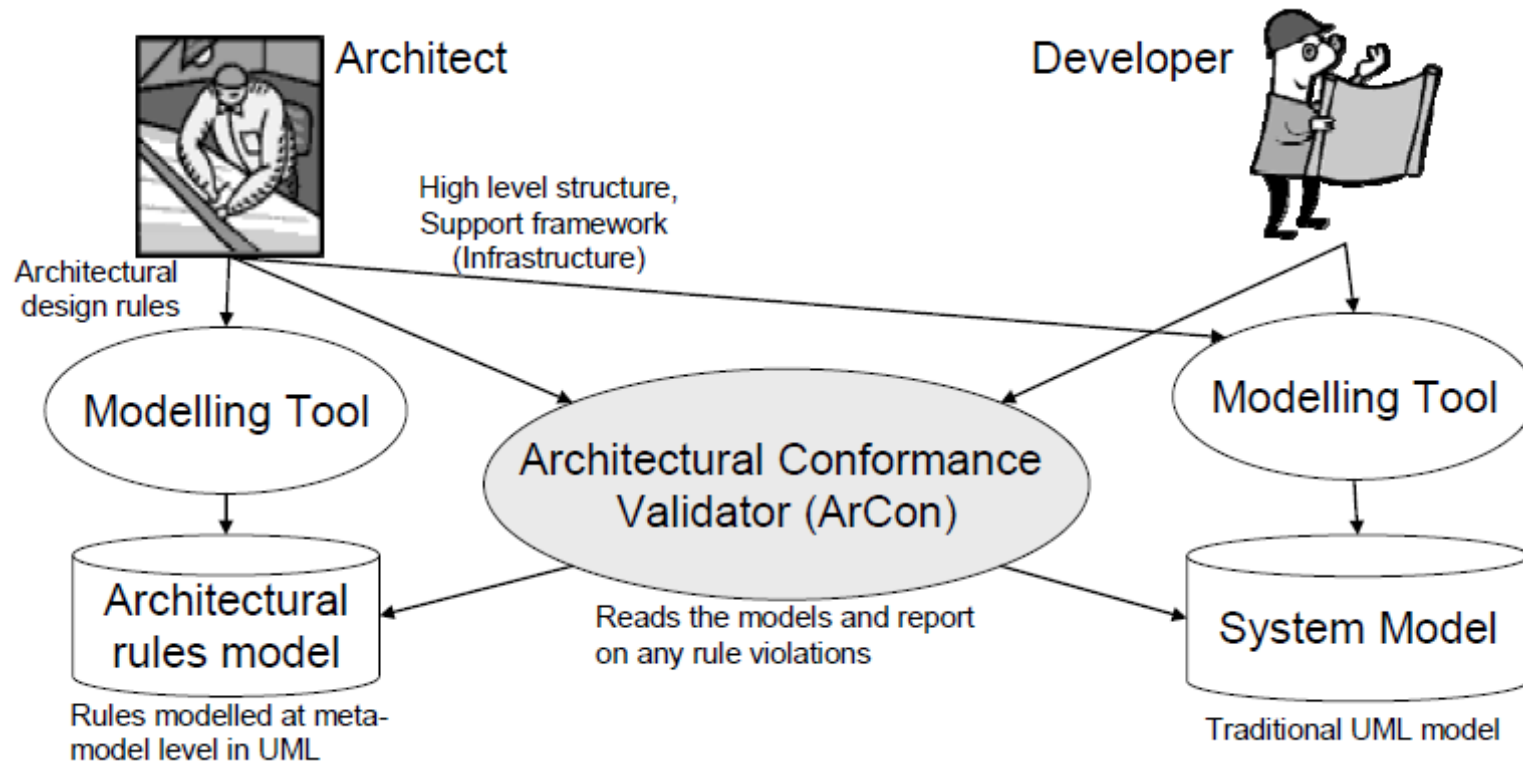 Architect
Developer
High level structure,
Support framework
(Infrastructure)
Architectural
design rules
Modelling Tool
Modelling Tool
Architectural Conformance
Validator (ArCon)
Architectural
rules model
Reads the models and report
on any rule violations
System Model
Rules modelled at meta-
model level in UML
Traditional UML model